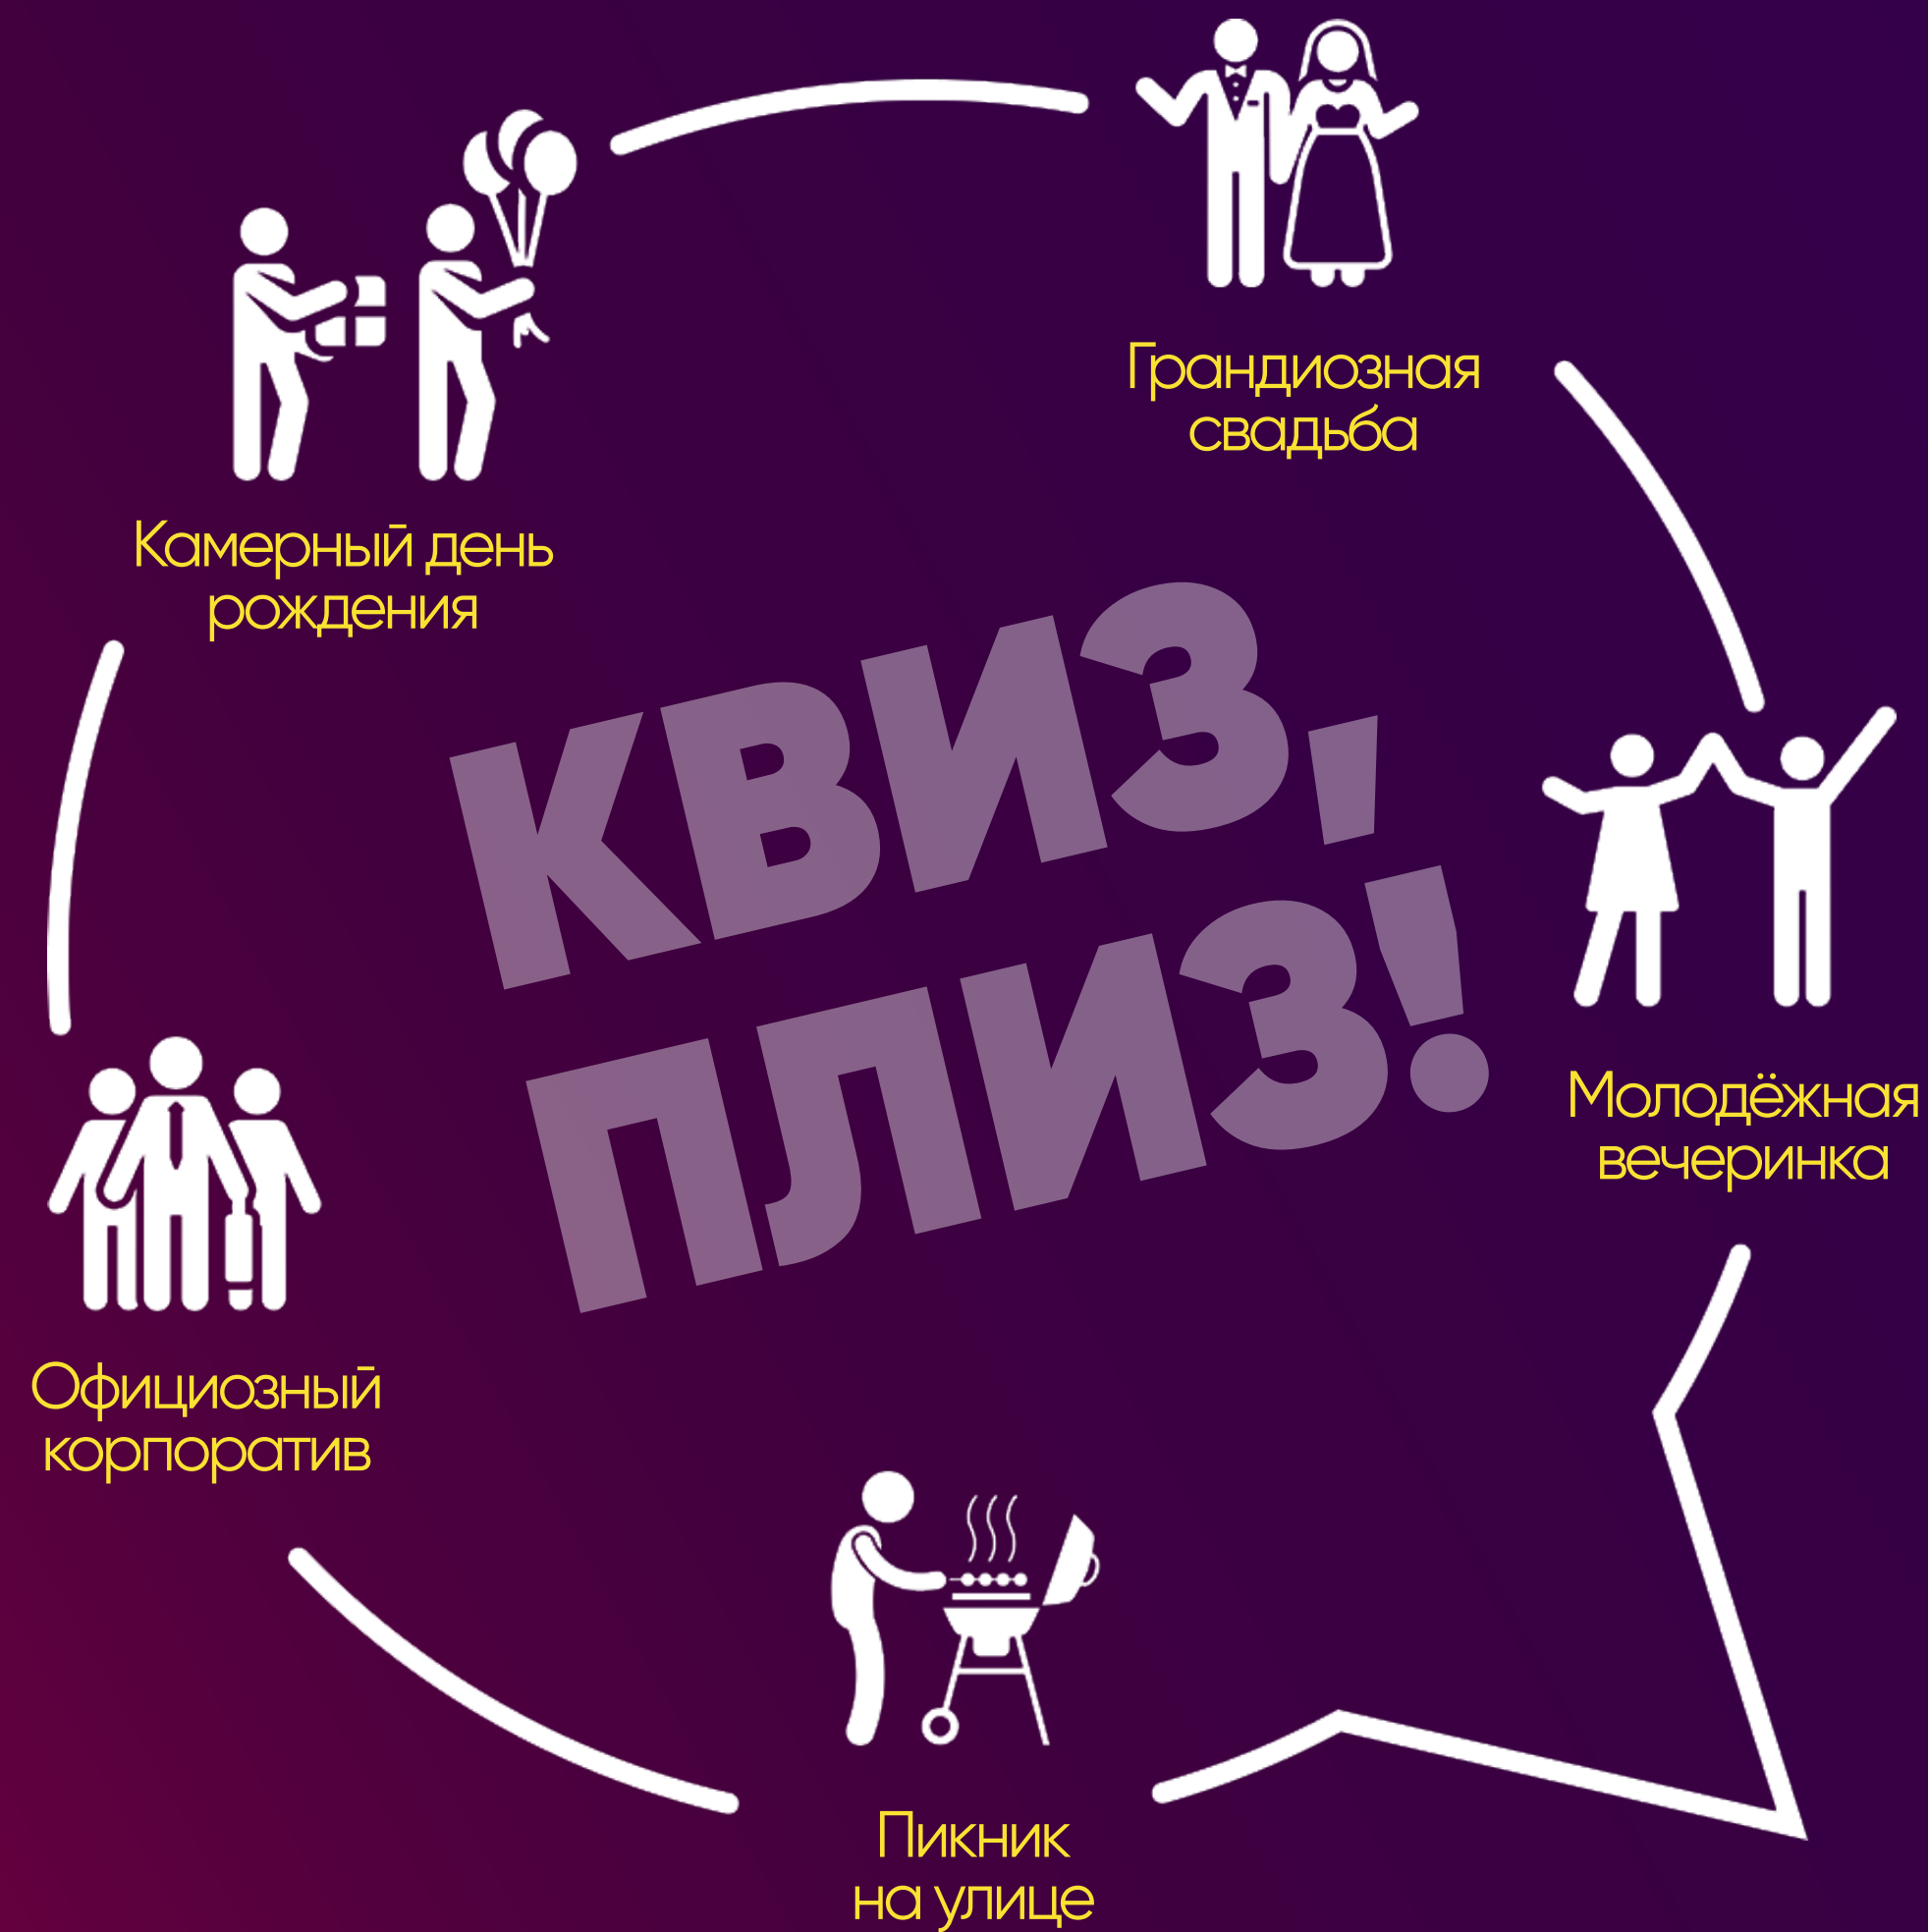 Грандиозная
свадьба
Камерный день
рождения
КВИЗ,
ПЛИЗ!
Молодёжная
вечеринка
Официозный
корпоратив
Пикник
на улице